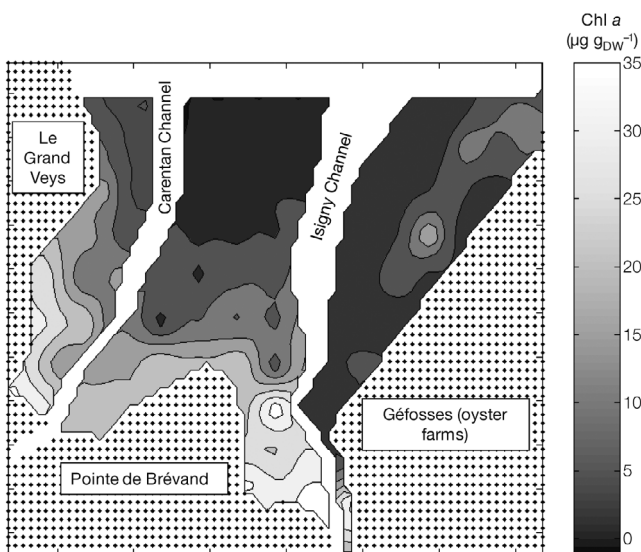 Chl a
(µg gDW⁻¹)
35
30
25
20
15
10
5
0
Le
Grand
Veys
Carentan Channel
Isigny Channel
Géfosses (oyster
farms)
Pointe de Brévand